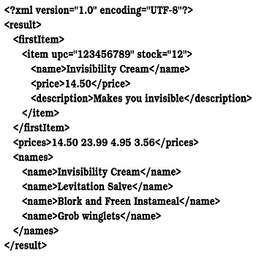 <?xml version="1.0" encoding="UTF-8"?>
<result>
<firstItem>
<item upc="123456789" stock="12">
<name>Invisibility Cream</name>
<price>14.50</price>
<description>Makes you invisible</description>
</item>
</firstItem>
<prices>14.50 23.99 4.95 3.56</prices>
<names>
<name>Invisibility Cream</name>
<name>Levitation Salve</name>
<name>Blork and Freen Instameal</name>
<name>Grob winglets</name>
</names>
</result>